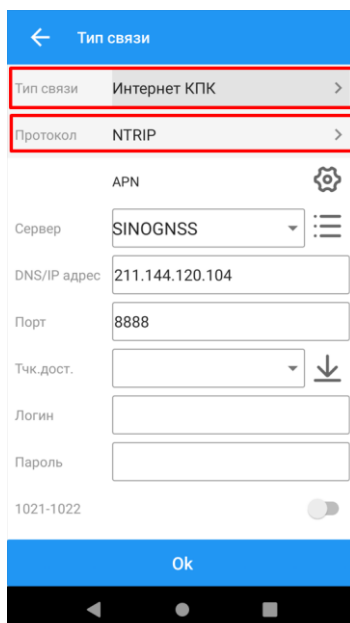 Тип связи
Тип связи Интернет КПК
Протокол NTRIP
APN
Сервер SINOGNSS
DNS/IP адрес 211.144.120.104
Порт 8888
Тчк.дост.
Логин
Пароль
1021-1022
Ok